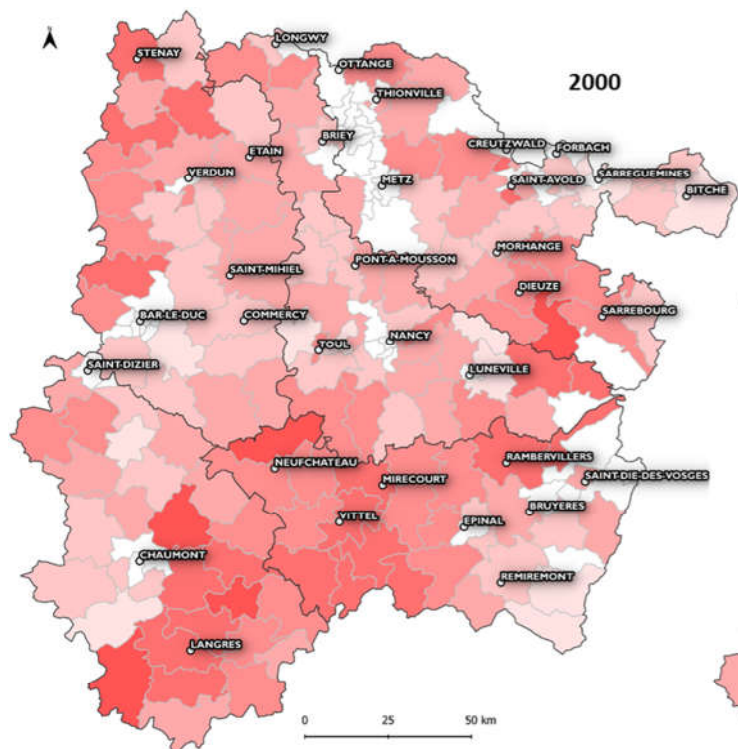 LONGWY
STENAY
OTTANGE
2000
THIONVILLE
BRIEY
CREUTZWALD
FORBACH
ETAIN
VERDUN
METZ
SAINT-AVOLD
SARREGUEMINES
BITCHE
MORHANGE
SAINT-MIHIEL
PONT-A-MOUSSON
DIEUZE
BAR-LE-DUC
COMMERCY
SARREBOURG
TOUL
NANCY
SAINT-DIZIER
LUNEVILLE
NEUFCHATEAU
RAMBERVILLERS
MIRECOURT
SAINT-DIE-DES-VOSGES
VITTEL
EPINAL
BRUYERES
CHAUMONT
REMIREMONT
LANGRES
0 25 50 km